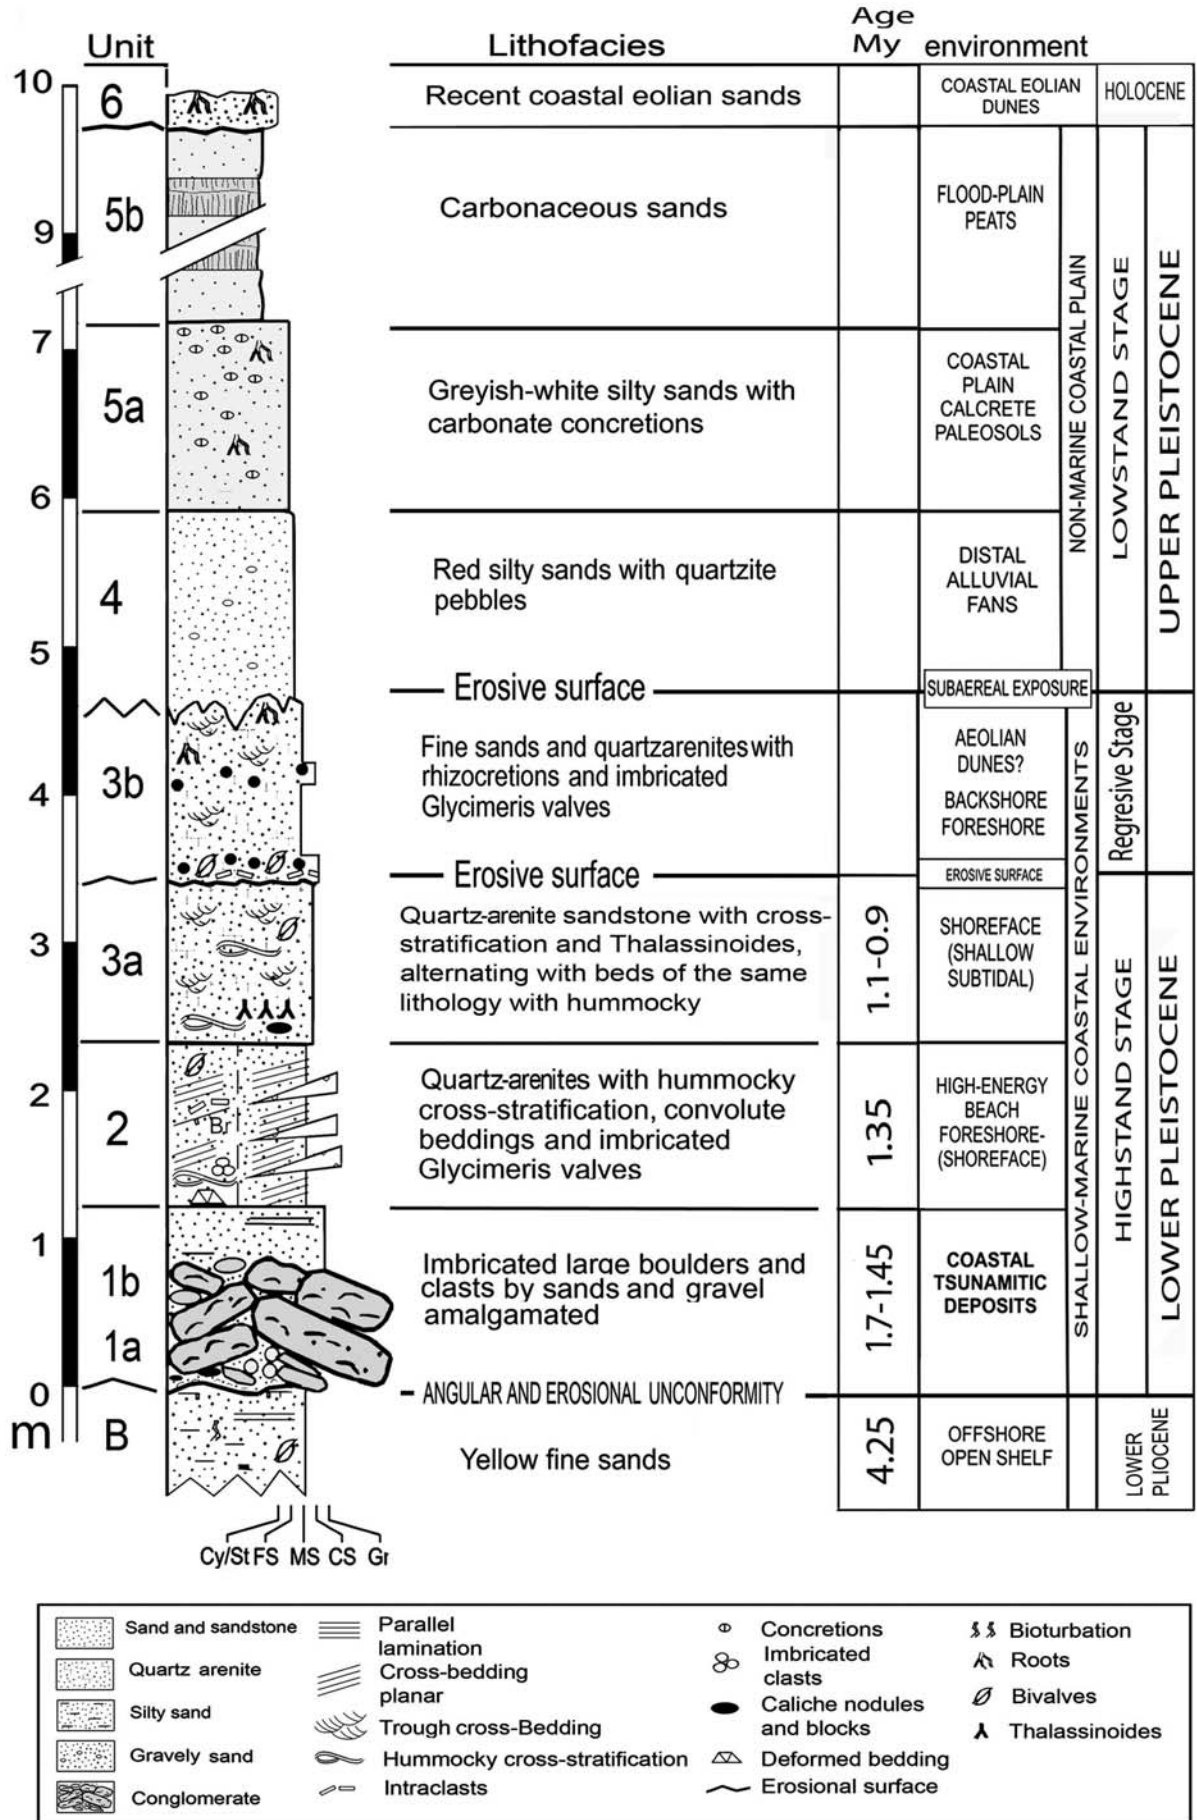 Unit
Lithofacies
Age
My
environment
10
9
7
6
5
4
3
2
1
0
m
6
Recent coastal eolian sands
COASTAL EOLIAN
DUNES
HOLOCENE
5b
Carbonaceous sands
FLOOD-PLAIN
PEATS
5a
Greyish-white silty sands with
carbonate concretions
COASTAL
PLAIN
CALCRETE
PALEOSOLS
4
Red silty sands with quartzite
pebbles
DISTAL
ALLUVIAL
FANS
NON-MARINE COASTAL PLAIN
LOWSTAND STAGE
UPPER PLEISTOCENE
Erosive surface
SUBAEREAL EXPOSURE
3b
Fine sands and quartzarenites with
rhizocretions and imbricated
Glycimeris valves
AEOLIAN
DUNES?
BACKSHORE
FORESHORE
Regresive Stage
Erosive surface
EROSIVE SURFACE
3a
Quartz-arenite sandstone with cross-
stratification and Thalassinoides,
alternating with beds of the same
lithology with hummocky
1.1-0.9
SHOREFACE
(SHALLOW
SUBTIDAL)
2
Br
Quartz-arenites with hummocky
cross-stratification, convolute
beddings and imbricated
Glycimeris valves
1.35
HIGH-ENERGY
BEACH
FORESHORE-
(SHOREFACE)
1b
1a
Imbricated large boulders and
clasts by sands and gravel
amalgamated
1.7-1.45
COASTAL
TSUNAMITIC
DEPOSITS
SHALLOW-MARINE COASTAL ENVIRONMENTS
HIGHSTAND STAGE
LOWER PLEISTOCENE
ANGULAR AND EROSIONAL UNCONFORMITY
B
Yellow fine sands
4.25
OFFSHORE
OPEN SHELF
LOWER
PLIOCENE
Cy/St FS MS CS Gr
Sand and sandstone
Quartz arenite
Silty sand
Gravely sand
Conglomerate
Parallel
lamination
Cross-bedding
planar
Trough cross-Bedding
Hummocky cross-stratification
Intraclasts
Concretions
Imbricated
clasts
Caliche nodules
and blocks
Deformed bedding
Erosional surface
Bioturbation
Roots
Bivalves
Thalassinoides